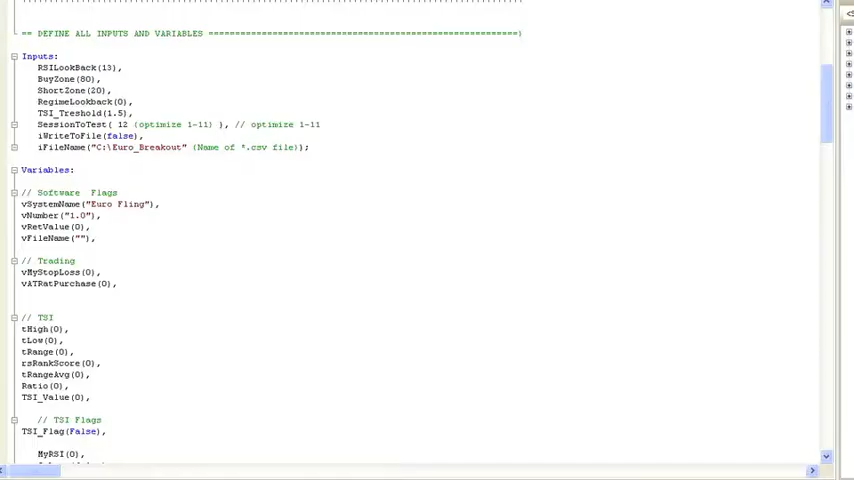 == DEFINE ALL INPUTS AND VARIABLES ===========================================================}
Inputs:
RSILookBack(13),
BuyZone(80),
ShortZone(20),
RegimeLookback(0),
TSI_Treshold(1.5),
SessionToTest( 12 {optimize 1-11} ), // optimize 1-11
iWriteToFile(false),
iFileName("C:\Euro_Breakout" {Name of *.csv file});
Variables:
// Software  Flags
vSystemName("Euro Fling"),
vNumber("1.0"),
vRetValue(0),
vFileName(""),
// Trading
vMyStopLoss(0),
vATRatPurchase(0),
// TSI
tHigh(0),
tLow(0),
tRange(0),
rsRankScore(0),
tRangeAvg(0),
Ratio(0),
TSI_Value(0),
// TSI Flags
TSI_Flag(False),
MyRSI(0),